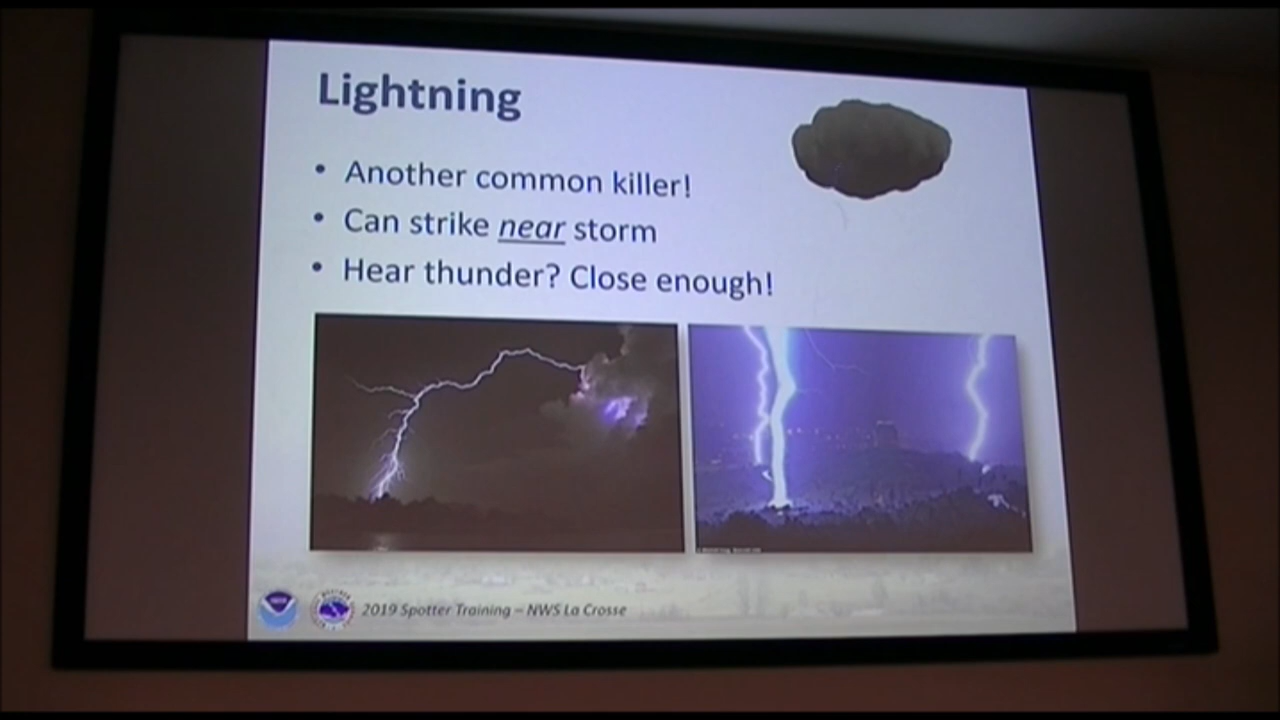 Lightning
• Another common killer!
• Can strike near storm
• Hear thunder? Close enough!
2019 Spotter Training – NWS La Crosse